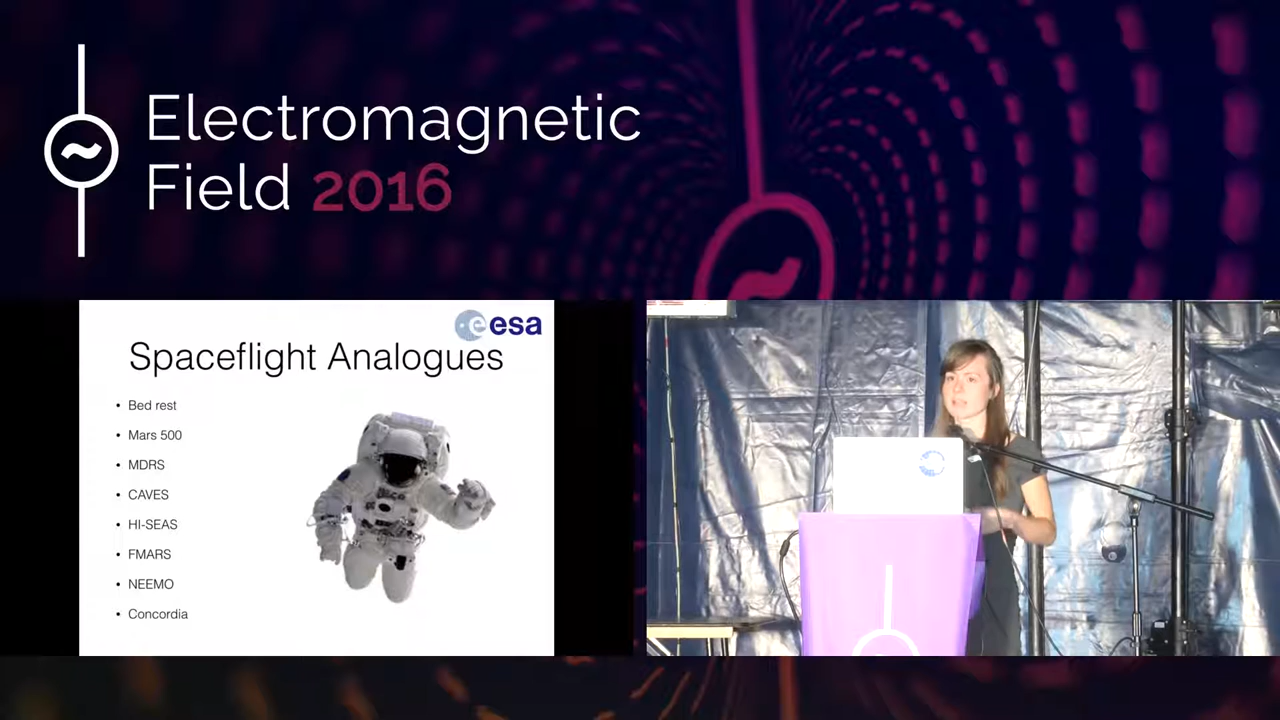 Electromagnetic
Field 2016
esa
Spaceflight Analogues
• Bed rest
• Mars 500
• MDRS
• CAVES
• HI-SEAS
• FMARS
• NEEMO
• Concordia